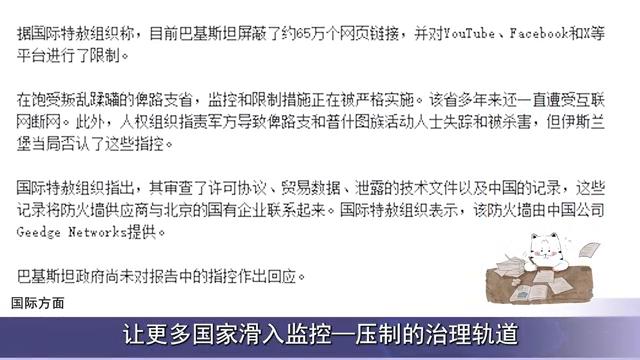 据国际特赦组织称，目前巴基斯坦屏蔽了约65万个网页链接，并对YouTube、Facebook和X等
平台进行了限制。
在饱受叛乱蹂躏的俾路支省，监控和限制措施正在被严格实施。该省多年来还一直遭受互联
网断网。此外，人权组织指责军方导致俾路支和普什图族活动人士失踪和被杀害，但伊斯兰
堡当局否认了这些指控。
国际特赦组织指出，其审查了许可协议、贸易数据、泄露的技术文件以及中国的记录，这些
记录将防火墙供应商与北京的国有企业联系起来。国际特赦组织表示，该防火墙由中国公司
Geedge Networks提供。
巴基斯坦政府尚未对报告中的指控作出回应。
国际方面
让更多国家滑入监控—压制的治理轨道